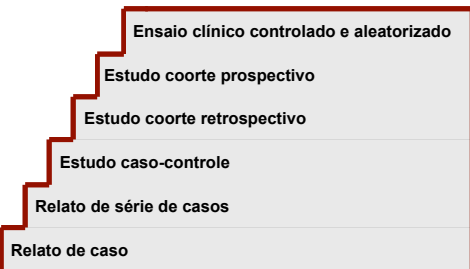 Ensaio clínico controlado e aleatorizado
Estudo coorte prospectivo
Estudo coorte retrospectivo
Estudo caso-controle
Relato de série de casos
Relato de caso